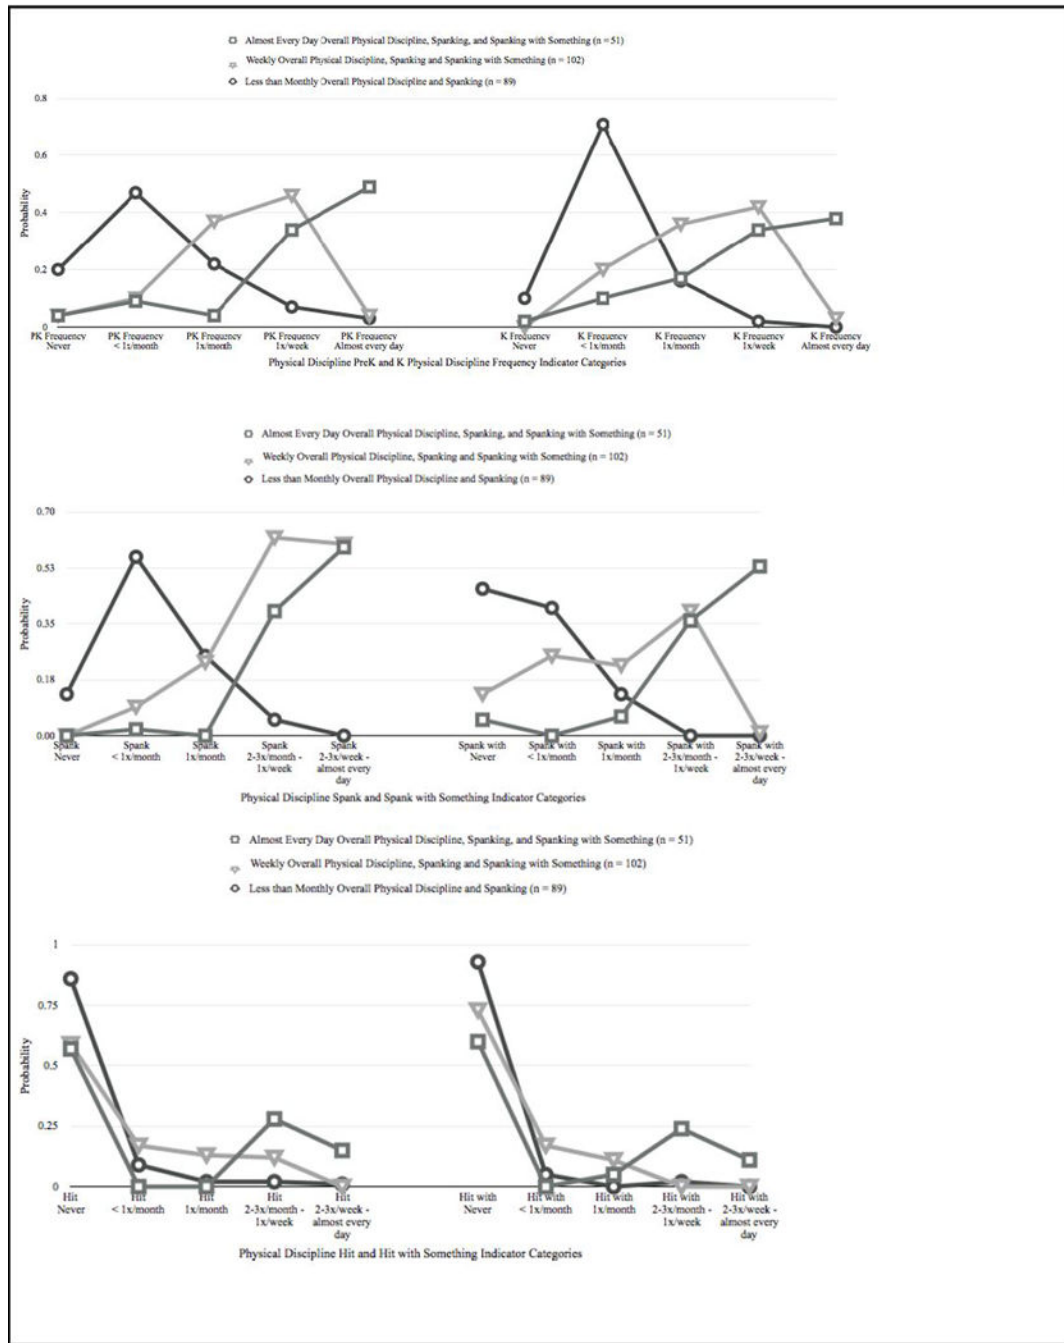 Almost Every Day Overall Physical Discipline, Spanking, and Spanking with Something (n = 51)
Weekly Overall Physical Discipline, Spanking and Spanking with Something (n = 102)
Less than Monthly Overall Physical Discipline and Spanking (n = 89)
0.8
0.6
0.4
0.2
0
Probability
PK Frequency Never
PK Frequency < 1x/month
PK Frequency 1x/month
PK Frequency 1x/week
PK Frequency Almost every day
K Frequency Never
K Frequency < 1x/month
K Frequency 1x/month
K Frequency 1x/week
K Frequency Almost every day
Physical Discipline PreK and K Physical Discipline Frequency Indicator Categories
Almost Every Day Overall Physical Discipline, Spanking, and Spanking with Something (n = 51)
Weekly Overall Physical Discipline, Spanking and Spanking with Something (n = 102)
Less than Monthly Overall Physical Discipline and Spanking (n = 89)
0.70
0.53
0.35
0.18
0.00
Probability
Spank Never
Spank < 1x/month
Spank 1x/month
Spank 2-3x/month - 1x/week
Spank 2-3x/week - almost every day
Spank with Never
Spank with < 1x/month
Spank with 1x/month
Spank with 2-3x/month - 1x/week
Spank with 2-3x/week - almost every day
Physical Discipline Spank and Spank with Something Indicator Categories
Almost Every Day Overall Physical Discipline, Spanking, and Spanking with Something (n = 51)
Weekly Overall Physical Discipline, Spanking and Spanking with Something (n = 102)
Less than Monthly Overall Physical Discipline and Spanking (n = 89)
1
0.75
0.5
0.25
0
Probability
Hit Never
Hit < 1x/month
Hit 1x/month
Hit 2-3x/month - 1x/week
Hit 2-3x/week - almost every day
Hit with Never
Hit with < 1x/month
Hit with 1x/month
Hit with 2-3x/month - 1x/week
Hit with 2-3x/week - almost every day
Physical Discipline Hit and Hit with Something Indicator Categories